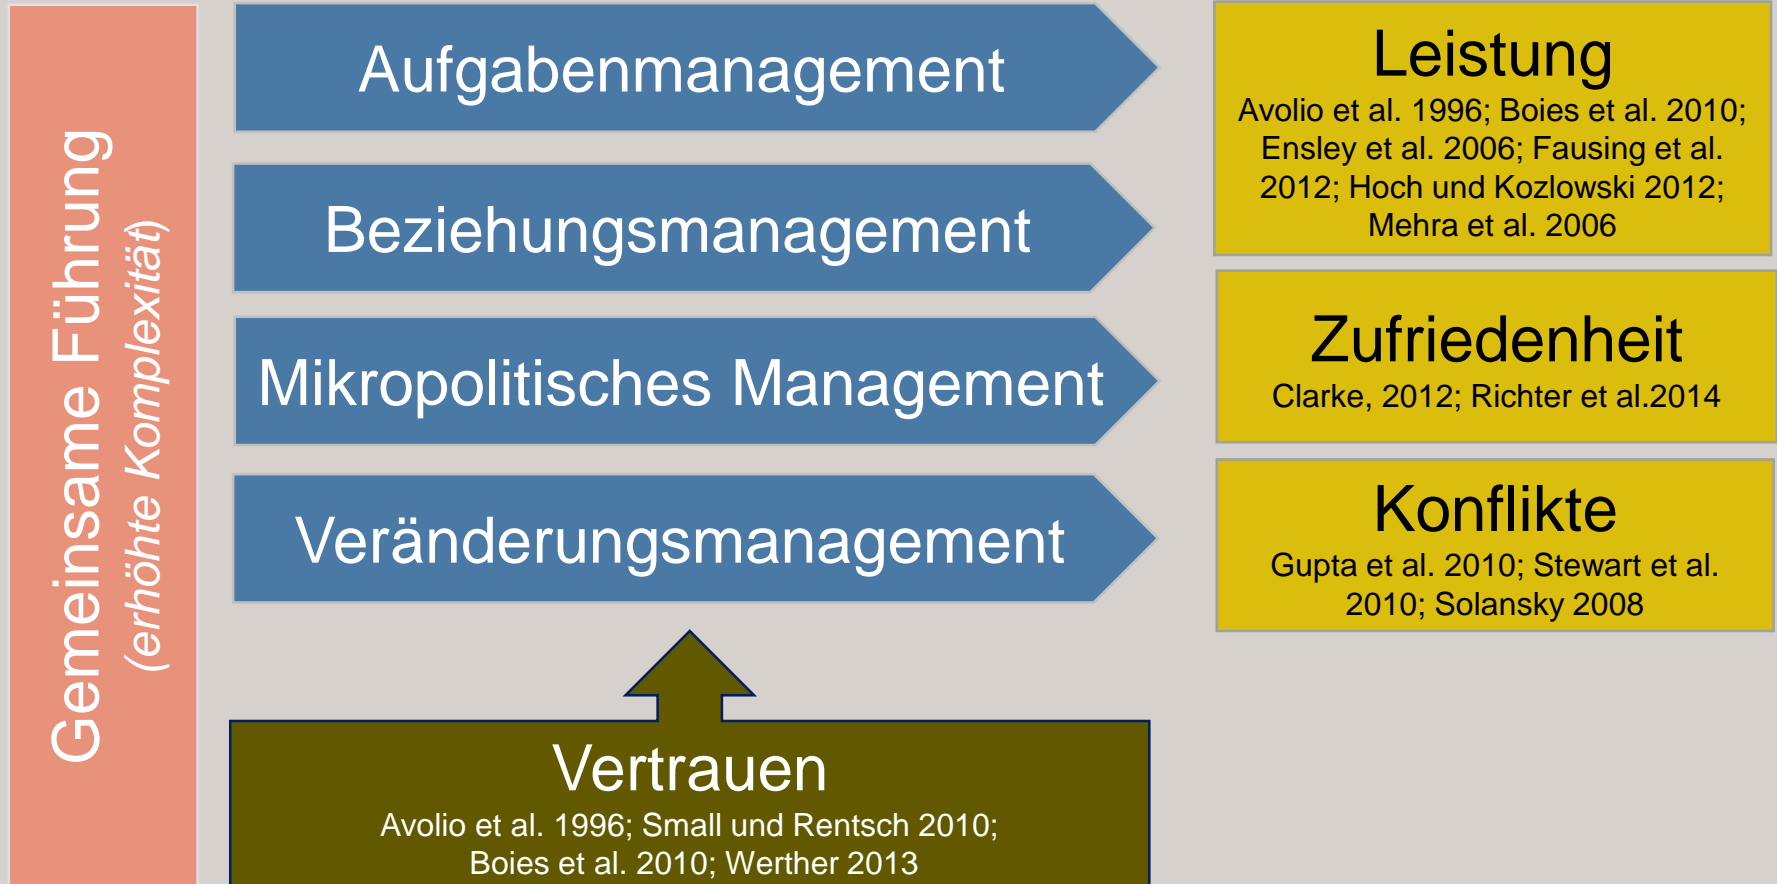 Gemeinsame Führung
(erhöhte Komplexität)
Aufgabenmanagement
Beziehungsmanagement
Mikropolitisches Management
Veränderungsmanagement
Leistung
Avolio et al. 1996; Boies et al. 2010;
Ensley et al. 2006; Fausing et al.
2012; Hoch und Kozlowski 2012;
Mehra et al. 2006
Zufriedenheit
Clarke, 2012; Richter et al.2014
Konflikte
Gupta et al. 2010; Stewart et al.
2010; Solansky 2008
Vertrauen
Avolio et al. 1996; Small und Rentsch 2010;
Boies et al. 2010; Werther 2013